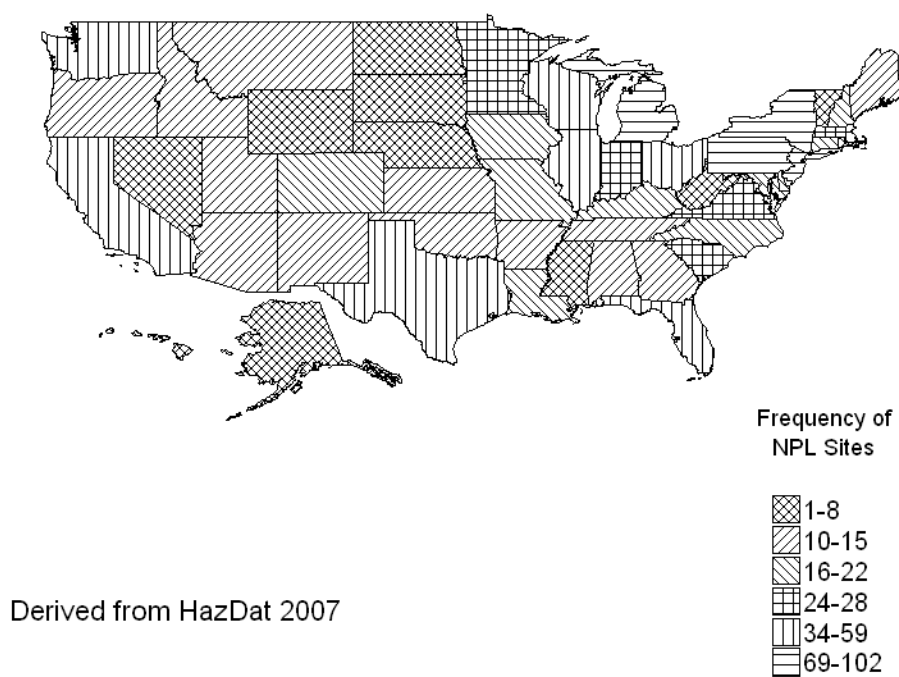 Frequency of
NPL Sites
1-8
10-15
16-22
24-28
34-59
69-102
Derived from HazDat 2007